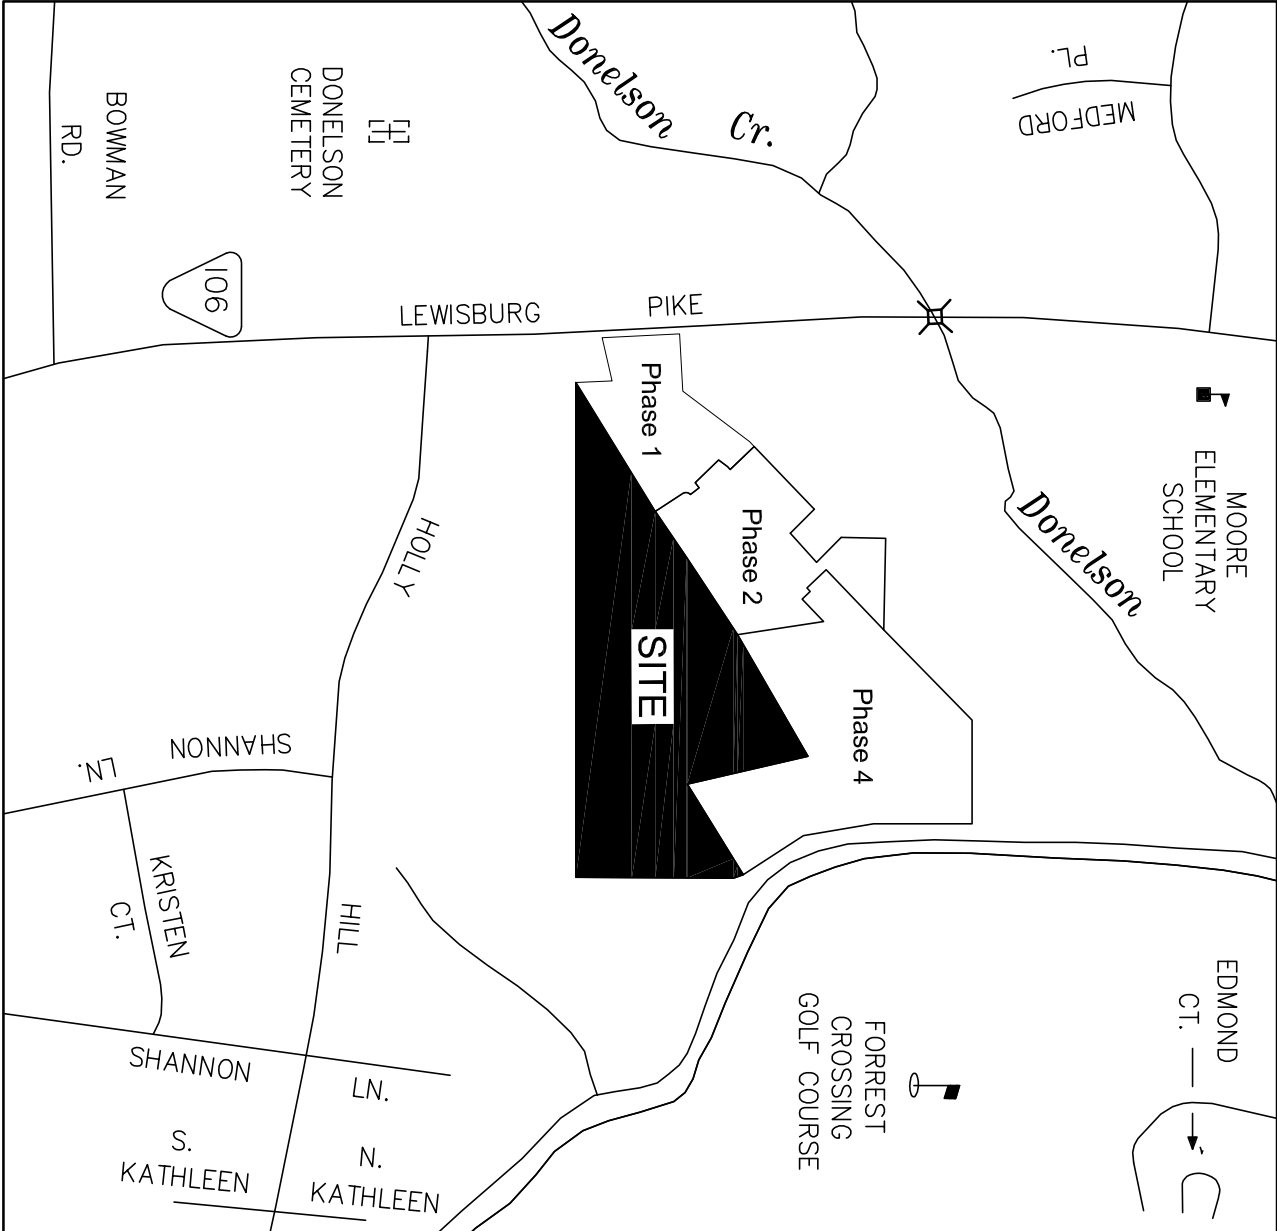 Donelson
Cr.
PL.
MEDFORD
DONELSON
CEMETERY
BOWMAN
RD.
106
LEWISBURG
PIKE
MOORE
ELEMENTARY
SCHOOL
Donelson
Phase 1
Phase 2
Phase 4
SITE
HOLLY
HILL
SHANNON
LN.
KRISTEN
CT.
SHANNON
LN.
S.
KATHLEEN
N.
KATHLEEN
FORREST
CROSSING
GOLF COURSE
EDMOND
CT.